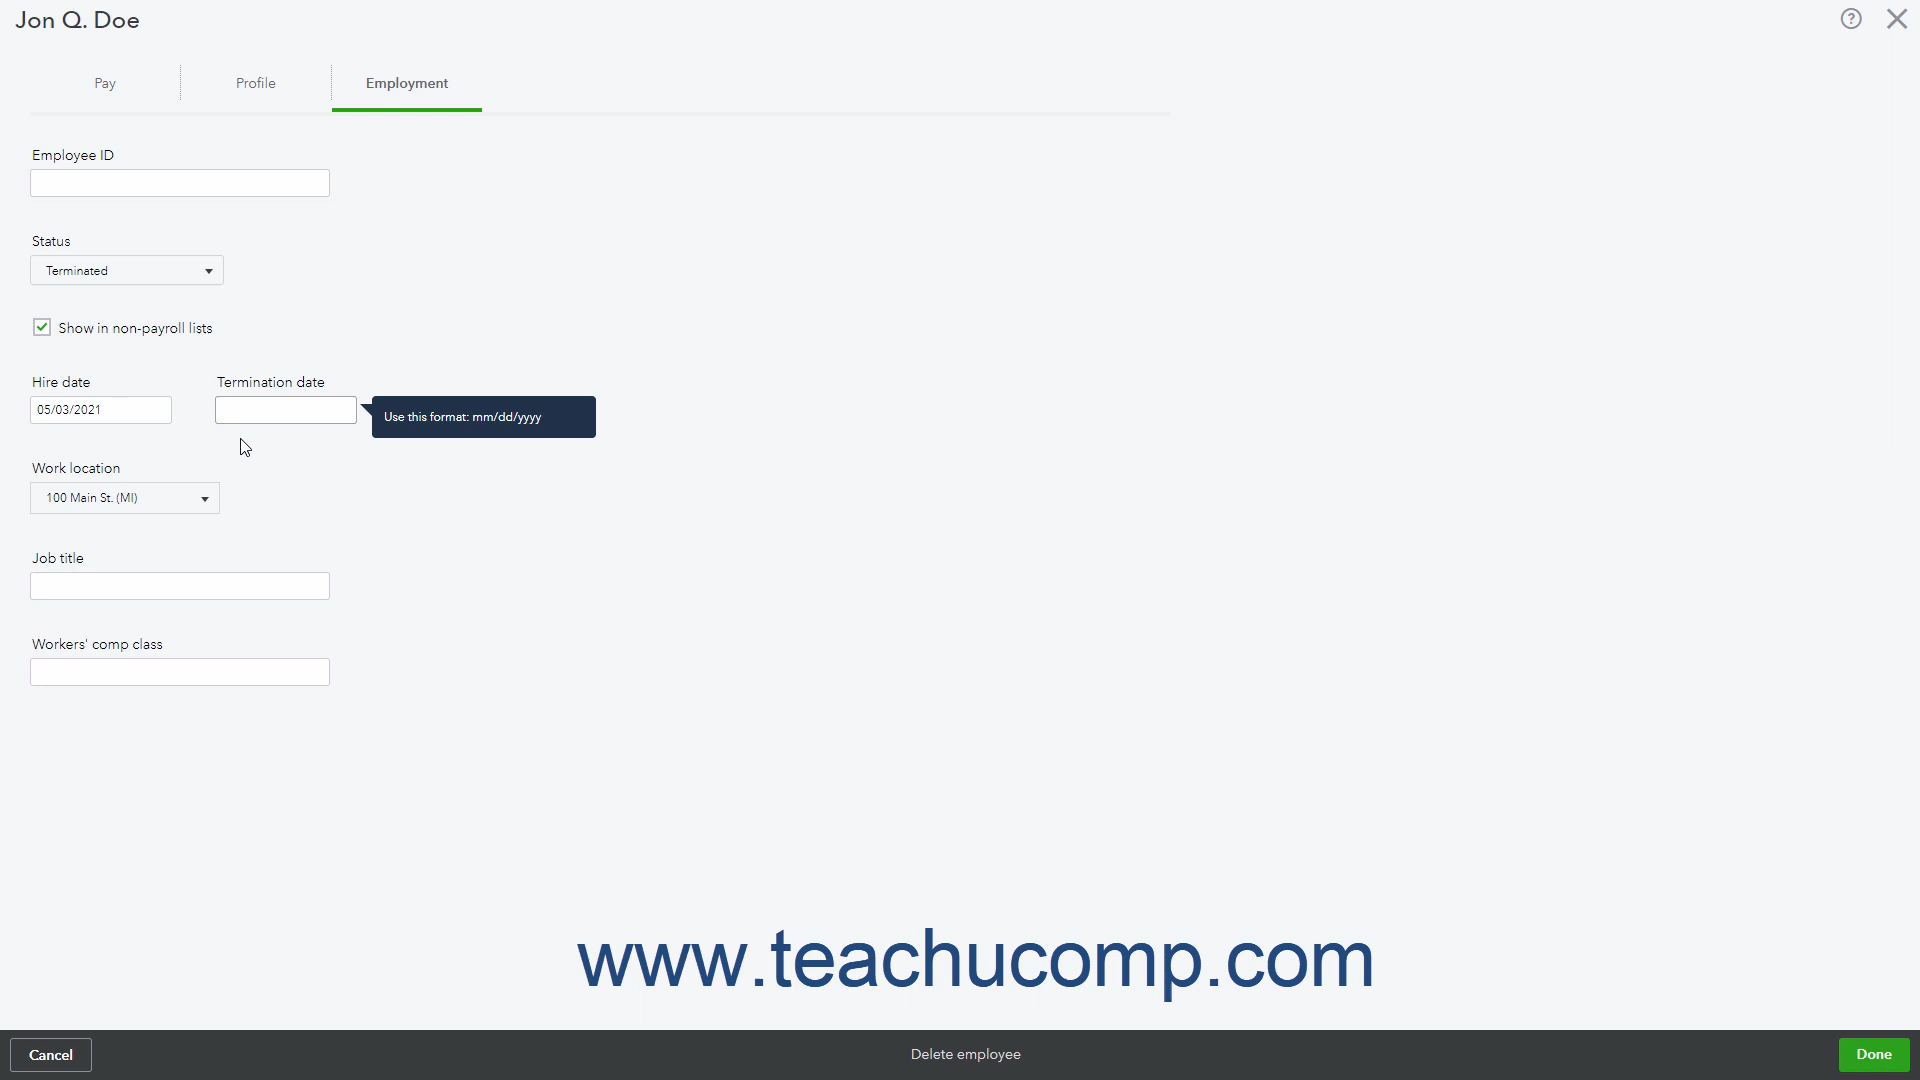 Jon Q. Doe
Pay Profile Employment
Employee ID
Status
Terminated
Show in non-payroll lists
Hire date Termination date
05/03/2021 Use this format: mm/dd/yyyy
Work location
100 Main St. (MI)
Job title
Workers' comp class
www.teachucomp.com
Cancel Delete employee Done